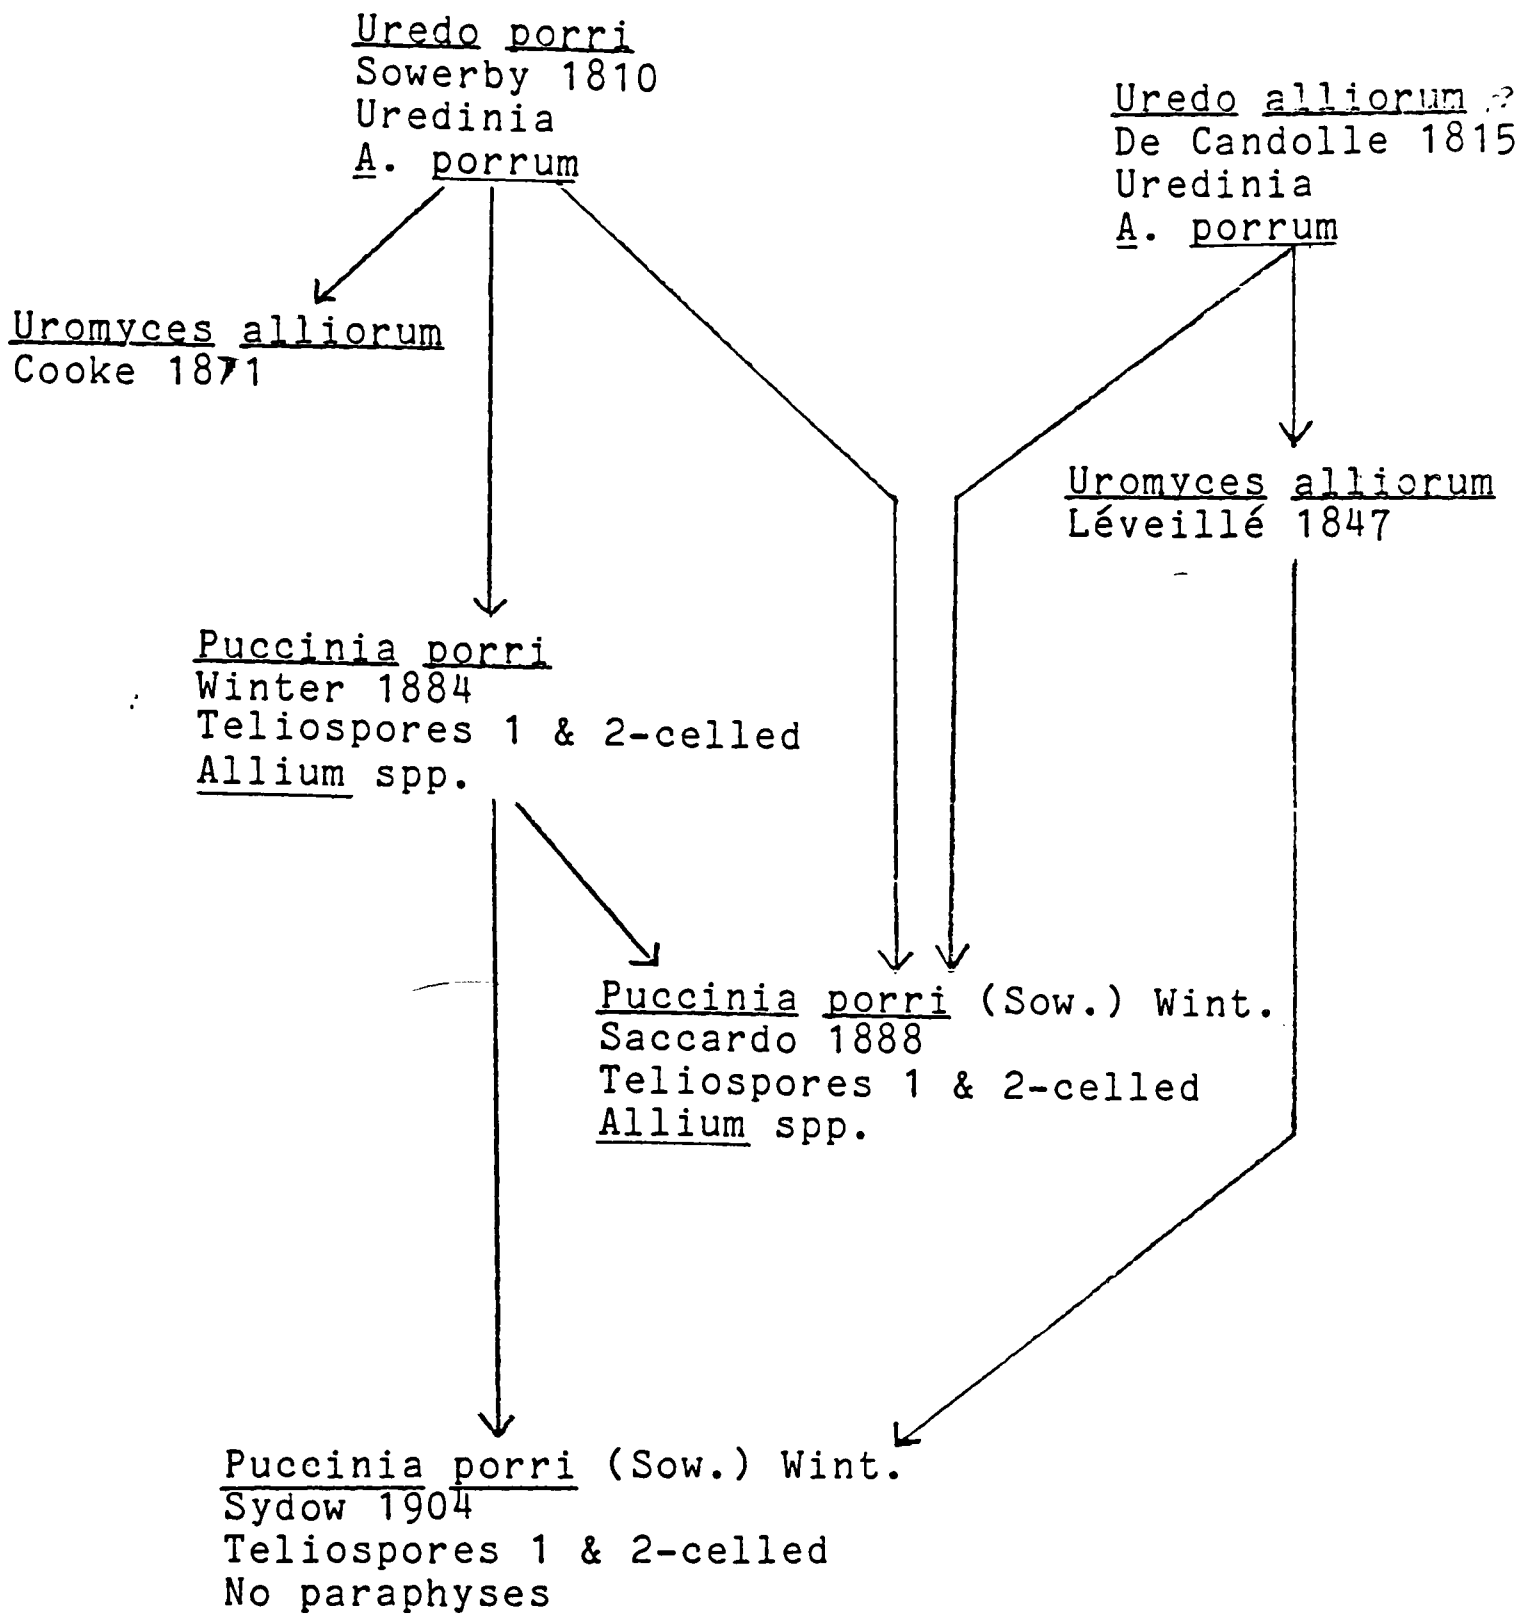 Uredo porri
Sowerby 1810
Uredinia
A. porrum
Uredo alliorum ?
De Candolle 1815
Uredinia
A. porrum
Uromyces alliorum
Cooke 1871
Uromyces alliorum
Léveillé 1847
Puccinia porri
Winter 1884
Teliospores 1 & 2-celled
Allium spp.
Puccinia porri (Sow.) Wint.
Saccardo 1888
Teliospores 1 & 2-celled
Allium spp.
Puccinia porri (Sow.) Wint.
Sydow 1904
Teliospores 1 & 2-celled
No paraphyses